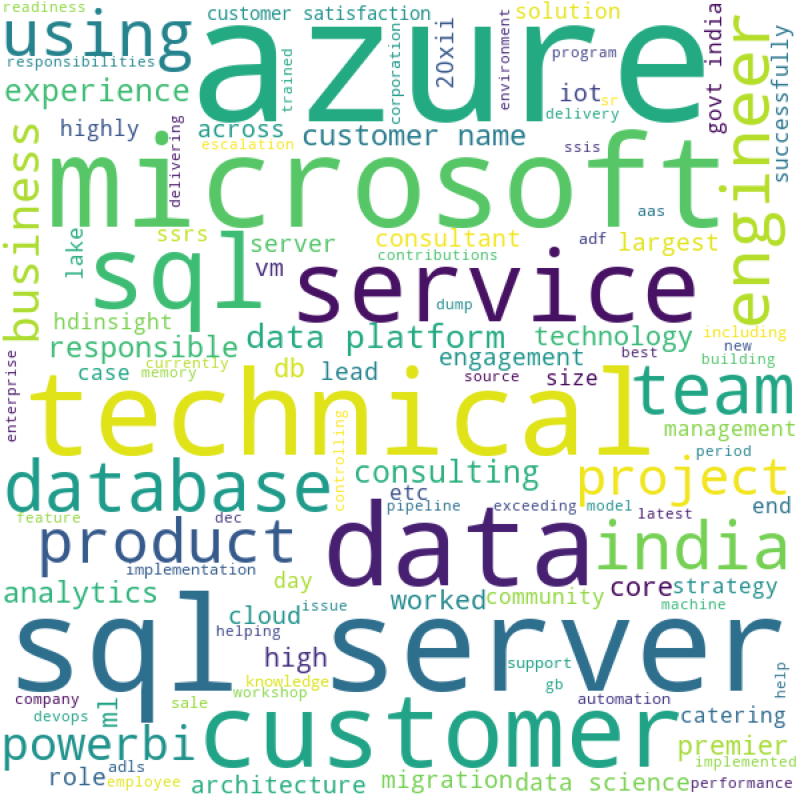 readiness
using
responsibilities
customer satisfaction
azure
trained
corporation
20xii
environment
solution
program
iot
sr
delivery
govt india
engineer
successfully
experience
highly
delivering
across
escalation
customer name
ssis
business
microsoft
aas
lake
ssrs
server
consultant
contributions
adf
largest
sql
vm
service
dump
hdinsight
responsible
data platform
technology
including
new
building
engagement
best
case
currently
memory
db
lead
source
size
enterprise
technical
team
management
period
controlling
database
consulting
project
etc
pipeline
exceeding
model
latest
end
feature
dec
product
implementation
data
india
analytics
day
cloud
issue
helping
worked
community
core
strategy
machine
sql server
high
support
gb
knowledge
workshop
automation
help
company
sale
devops
ml
customer
catering
powerbi
premier
role
adls
employee
architecture
migration
data science
implemented
performance